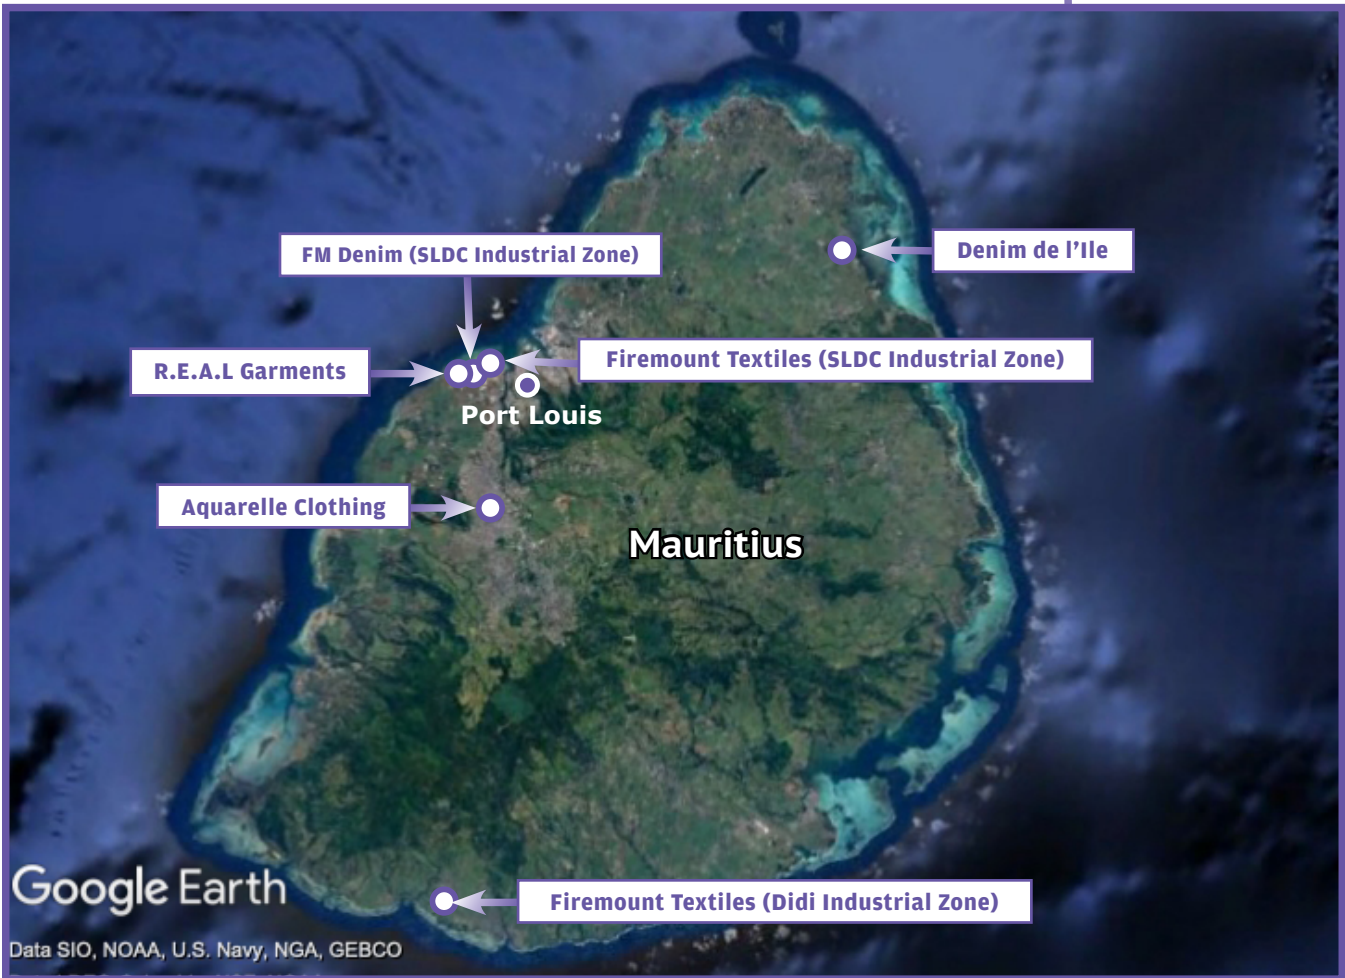 FM Denim (SLDC Industrial Zone)
Denim de l'Ile
R.E.A.L Garments
Firemount Textiles (SLDC Industrial Zone)
Port Louis
Aquarelle Clothing
Mauritius
Firemount Textiles (Didi Industrial Zone)
Google Earth
Data SIO, NOAA, U.S. Navy, NGA, GEBCO